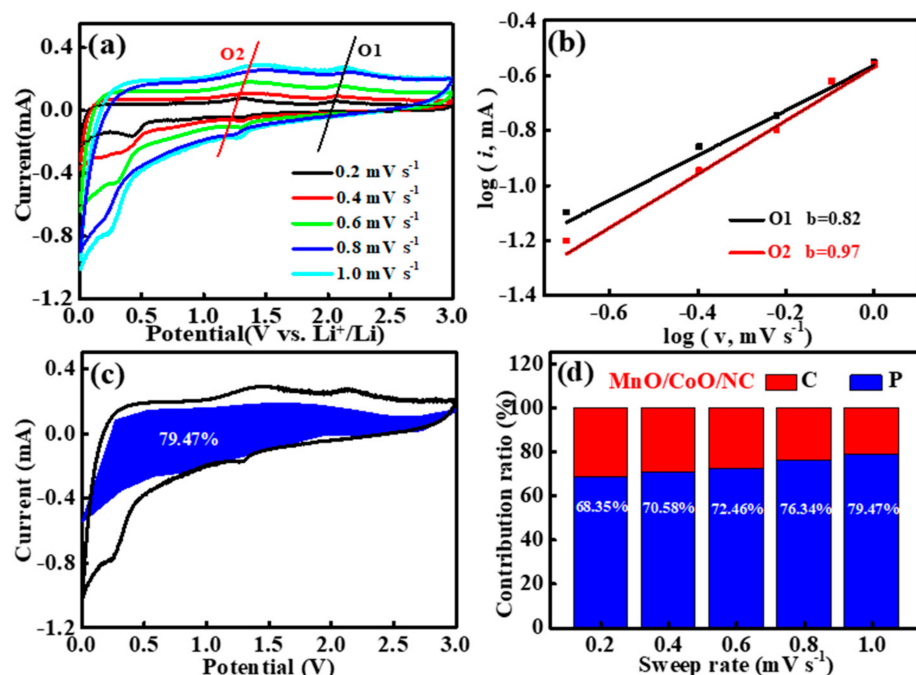 (a)
O2
O1
0.4
0.0
-0.4
-0.8
-1.2
Current(mA)
0.2 mV s⁻¹
0.4 mV s⁻¹
0.6 mV s⁻¹
0.8 mV s⁻¹
1.0 mV s⁻¹
0.0 0.5 1.0 1.5 2.0 2.5 3.0
Potential(V vs. Li⁺/Li)
(b)
-0.4
-0.6
-0.8
-1.0
-1.2
-1.4
log ( i, mA)
O1 b=0.82
O2 b=0.97
-0.6 -0.4 -0.2 0.0
log ( v, mV s⁻¹)
(c)
0.4
0.0
-0.4
-0.8
-1.2
Current (mA)
79.47%
0.0 0.5 1.0 1.5 2.0 2.5 3.0
Potential (V)
(d)
MnO/CoO/NC C P
120
100
80
60
40
20
0
Contribution ratio (%)
68.35% 70.58% 72.46% 76.34% 79.47%
0.2 0.4 0.6 0.8 1.0
Sweep rate (mV s⁻¹)